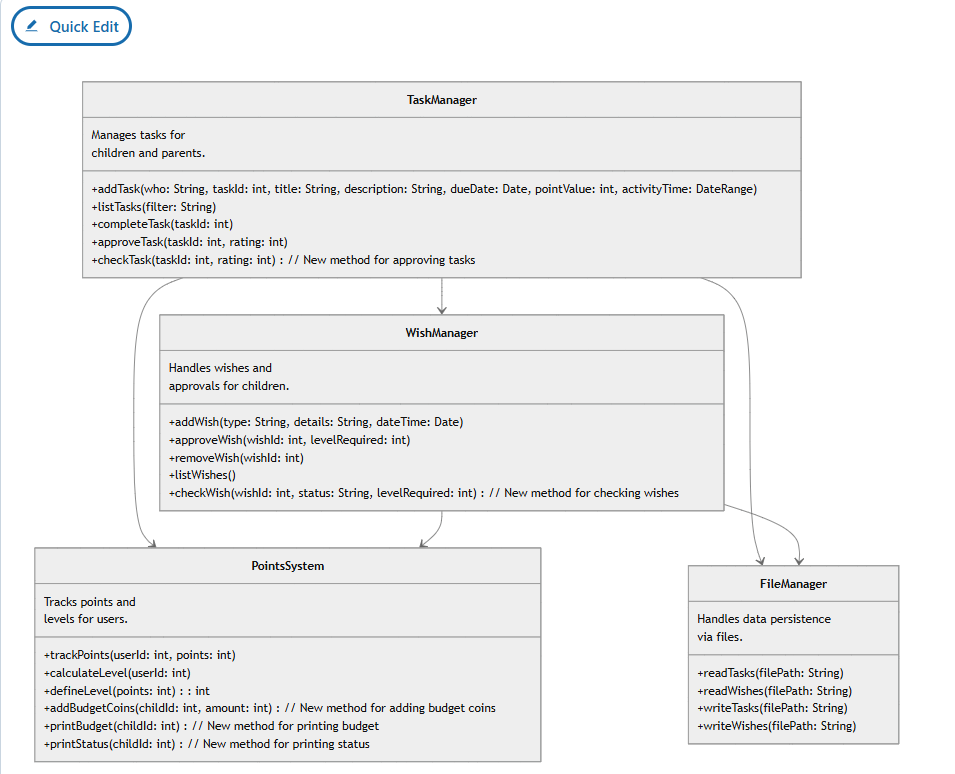 Quick Edit
TaskManager
Manages tasks for
children and parents.
+addTask(who: String, taskId: int, title: String, description: String, dueDate: Date, pointValue: int, activityTime: DateRange)
+listTasks(filter: String)
+completeTask(taskId: int)
+approveTask(taskId: int, rating: int)
+checkTask(taskId: int, rating: int) : // New method for approving tasks
WishManager
Handles wishes and
approvals for children.
+addWish(type: String, details: String, dateTime: Date)
+approveWish(wishId: int, levelRequired: int)
+removeWish(wishId: int)
+listWishes()
+checkWish(wishId: int, status: String, levelRequired: int) : // New method for checking wishes
PointsSystem
Tracks points and
levels for users.
+trackPoints(userId: int, points: int)
+calculateLevel(userId: int)
+defineLevel(points: int) : : int
+addBudgetCoins(childId: int, amount: int) : // New method for adding budget coins
+printBudget(childId: int) : // New method for printing budget
+printStatus(childId: int) : // New method for printing status
FileManager
Handles data persistence
via files.
+readTasks(filePath: String)
+readWishes(filePath: String)
+writeTasks(filePath: String)
+writeWishes(filePath: String)